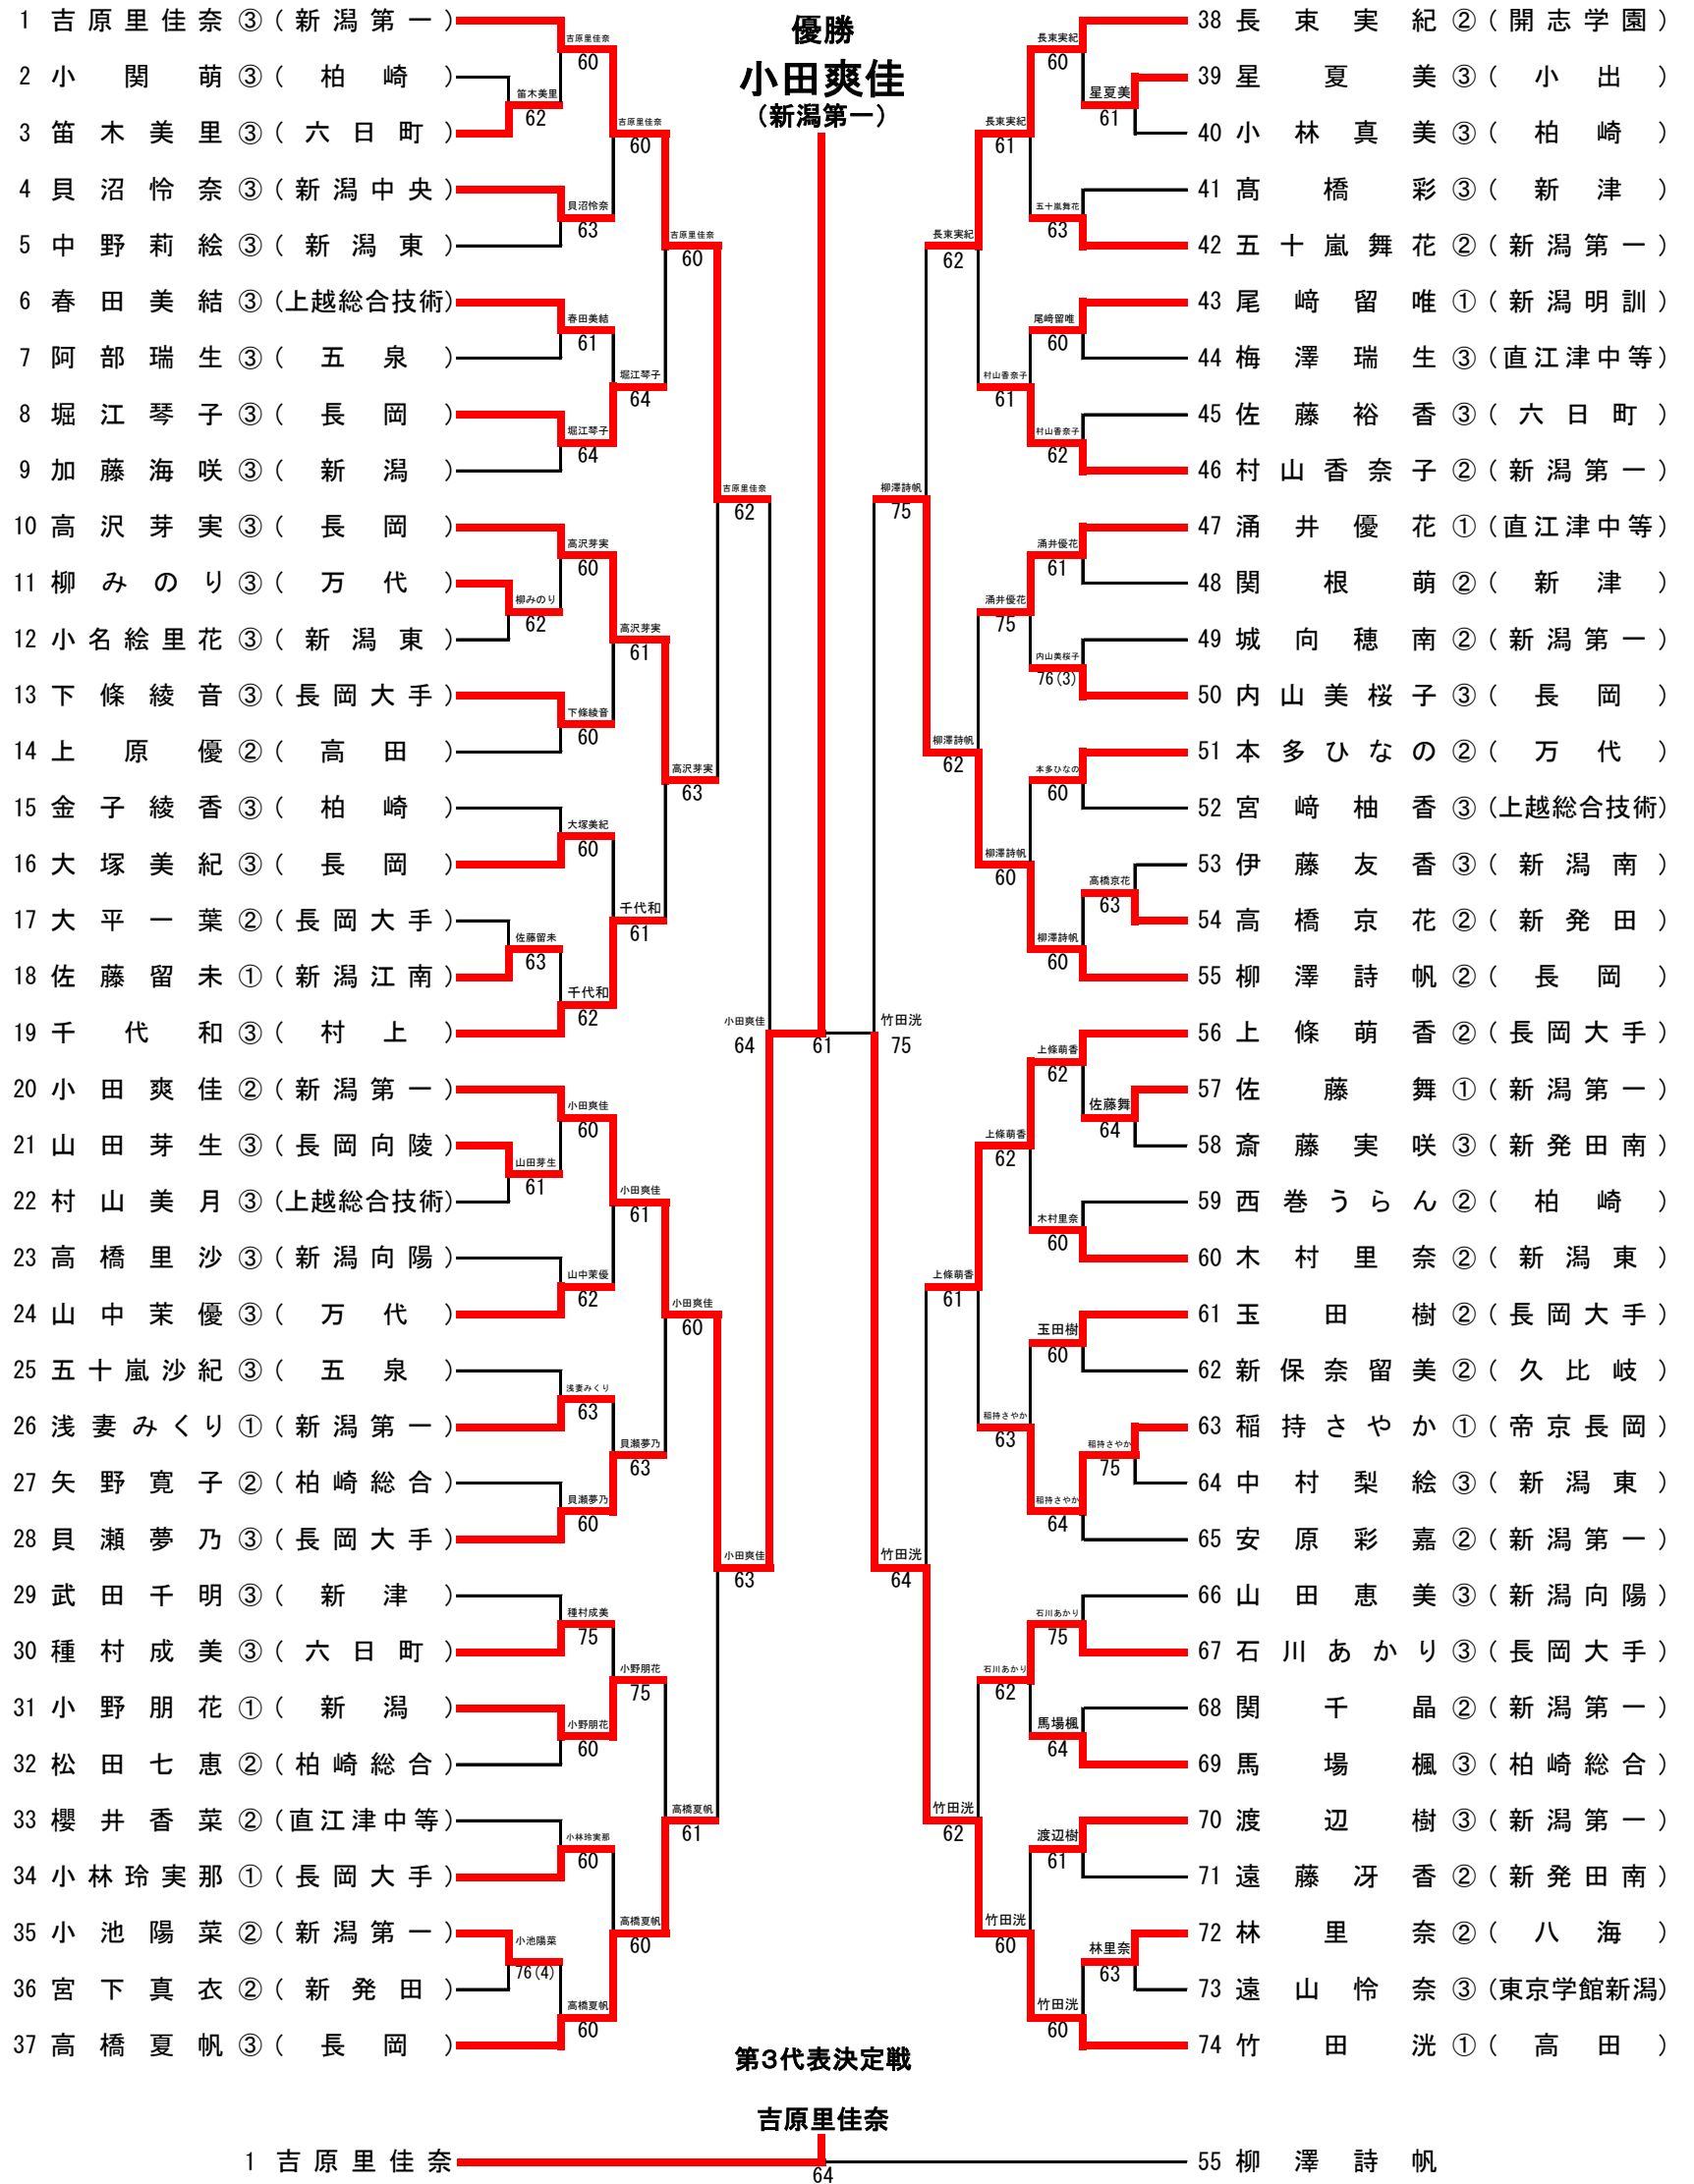 優勝
小田爽佳
(新潟第一)
1 吉原里佳奈 ③ (新潟第一)
2 小関萌 ③ (柏崎)
3 笛木美里 ③ (六日町)
4 貝沼怜奈 ③ (新潟中央)
5 中野莉絵 ③ (新潟東)
6 春田美結 ③ (上越総合技術)
7 阿部瑞生 ③ (五泉)
8 堀江琴子 ③ (長岡)
9 加藤海咲 ③ (新潟)
10 高沢芽実 ③ (長岡)
11 柳みのり ③ (万代)
12 小名絵里花 ③ (新潟東)
13 下條綾音 ③ (長岡大手)
14 上原優 ② (高田)
15 金子綾香 ③ (柏崎)
16 大塚美紀 ③ (長岡)
17 大平一葉 ② (長岡大手)
18 佐藤留未 ① (新潟江南)
19 千代和 ③ (村上)
20 小田爽佳 ② (新潟第一)
21 山田芽生 ③ (長岡向陵)
22 村山美月 ③ (上越総合技術)
23 高橋里沙 ③ (新潟向陽)
24 山中茉優 ③ (万代)
25 五十嵐沙紀 ③ (五泉)
26 浅妻みくり ① (新潟第一)
27 矢野寛子 ② (柏崎総合)
28 貝瀬夢乃 ③ (長岡大手)
29 武田千明 ③ (新津)
30 種村成美 ③ (六日町)
31 小野朋花 ① (新潟)
32 松田七恵 ② (柏崎総合)
33 櫻井香菜 ② (直江津中等)
34 小林玲実那 ① (長岡大手)
35 小池陽菜 ② (新潟第一)
36 宮下真衣 ② (新発田)
37 高橋夏帆 ③ (長岡)
笛木美里
62
柳みのり
62
佐藤留未
63
山田芽生
61
小池陽菜
76(4)
吉原里佳奈
60
貝沼怜奈
63
春田美結
61
堀江琴子
64
高沢芽実
60
下條綾音
60
大塚美紀
60
千代和
62
小田爽佳
60
山中茉優
62
浅妻みくり
63
貝瀬夢乃
60
種村成美
75
小野朋花
60
小林玲実那
60
高橋夏帆
60
吉原里佳奈
60
堀江琴子
64
高沢芽実
61
千代和
61
小田爽佳
61
貝瀬夢乃
63
小野朋花
75
高橋夏帆
60
吉原里佳奈
60
高沢芽実
63
小田爽佳
60
高橋夏帆
61
吉原里佳奈
62
小田爽佳
63
小田爽佳
64
61
竹田洸
75
柳澤詩帆
75
竹田洸
64
長束実紀
62
柳澤詩帆
62
上條萌香
61
竹田洸
62
長束実紀
61
村山香奈子
61
涌井優花
75
柳澤詩帆
60
上條萌香
62
稲持さやか
63
石川あかり
62
竹田洸
60
長束実紀
60
五十嵐舞花
63
尾﨑留唯
60
村山香奈子
62
涌井優花
61
内山美桜子
76(3)
本多ひなの
60
柳澤詩帆
60
上條萌香
62
木村里奈
60
玉田樹
60
稲持さやか
64
石川あかり
75
馬場楓
64
渡辺樹
61
竹田洸
60
星夏美
61
高橋京花
63
佐藤舞
64
稲持さやか
75
林里奈
63
38 長束実紀 ② (開志学園)
39 星夏美 ③ (小出)
40 小林真美 ③ (柏崎)
41 髙橋彩 ③ (新津)
42 五十嵐舞花 ② (新潟第一)
43 尾﨑留唯 ① (新潟明訓)
44 梅澤瑞生 ③ (直江津中等)
45 佐藤裕香 ③ (六日町)
46 村山香奈子 ② (新潟第一)
47 涌井優花 ① (直江津中等)
48 関根萌 ② (新津)
49 城向穂南 ② (新潟第一)
50 内山美桜子 ③ (長岡)
51 本多ひなの ② (万代)
52 宮﨑柚香 ③ (上越総合技術)
53 伊藤友香 ③ (新潟南)
54 高橋京花 ② (新発田)
55 柳澤詩帆 ② (長岡)
56 上條萌香 ② (長岡大手)
57 佐藤舞 ① (新潟第一)
58 斎藤実咲 ③ (新発田南)
59 西巻うらん ② (柏崎)
60 木村里奈 ② (新潟東)
61 玉田樹 ② (長岡大手)
62 新保奈留美 ② (久比岐)
63 稲持さやか ① (帝京長岡)
64 中村梨絵 ③ (新潟東)
65 安原彩嘉 ② (新潟第一)
66 山田恵美 ③ (新潟向陽)
67 石川あかり ③ (長岡大手)
68 関千晶 ② (新潟第一)
69 馬場楓 ③ (柏崎総合)
70 渡辺樹 ③ (新潟第一)
71 遠藤冴香 ② (新発田南)
72 林里奈 ② (八海)
73 遠山怜奈 ③ (東京学館新潟)
74 竹田洸 ① (高田)
第3代表決定戦
吉原里佳奈
1 吉原里佳奈
64
55 柳澤詩帆